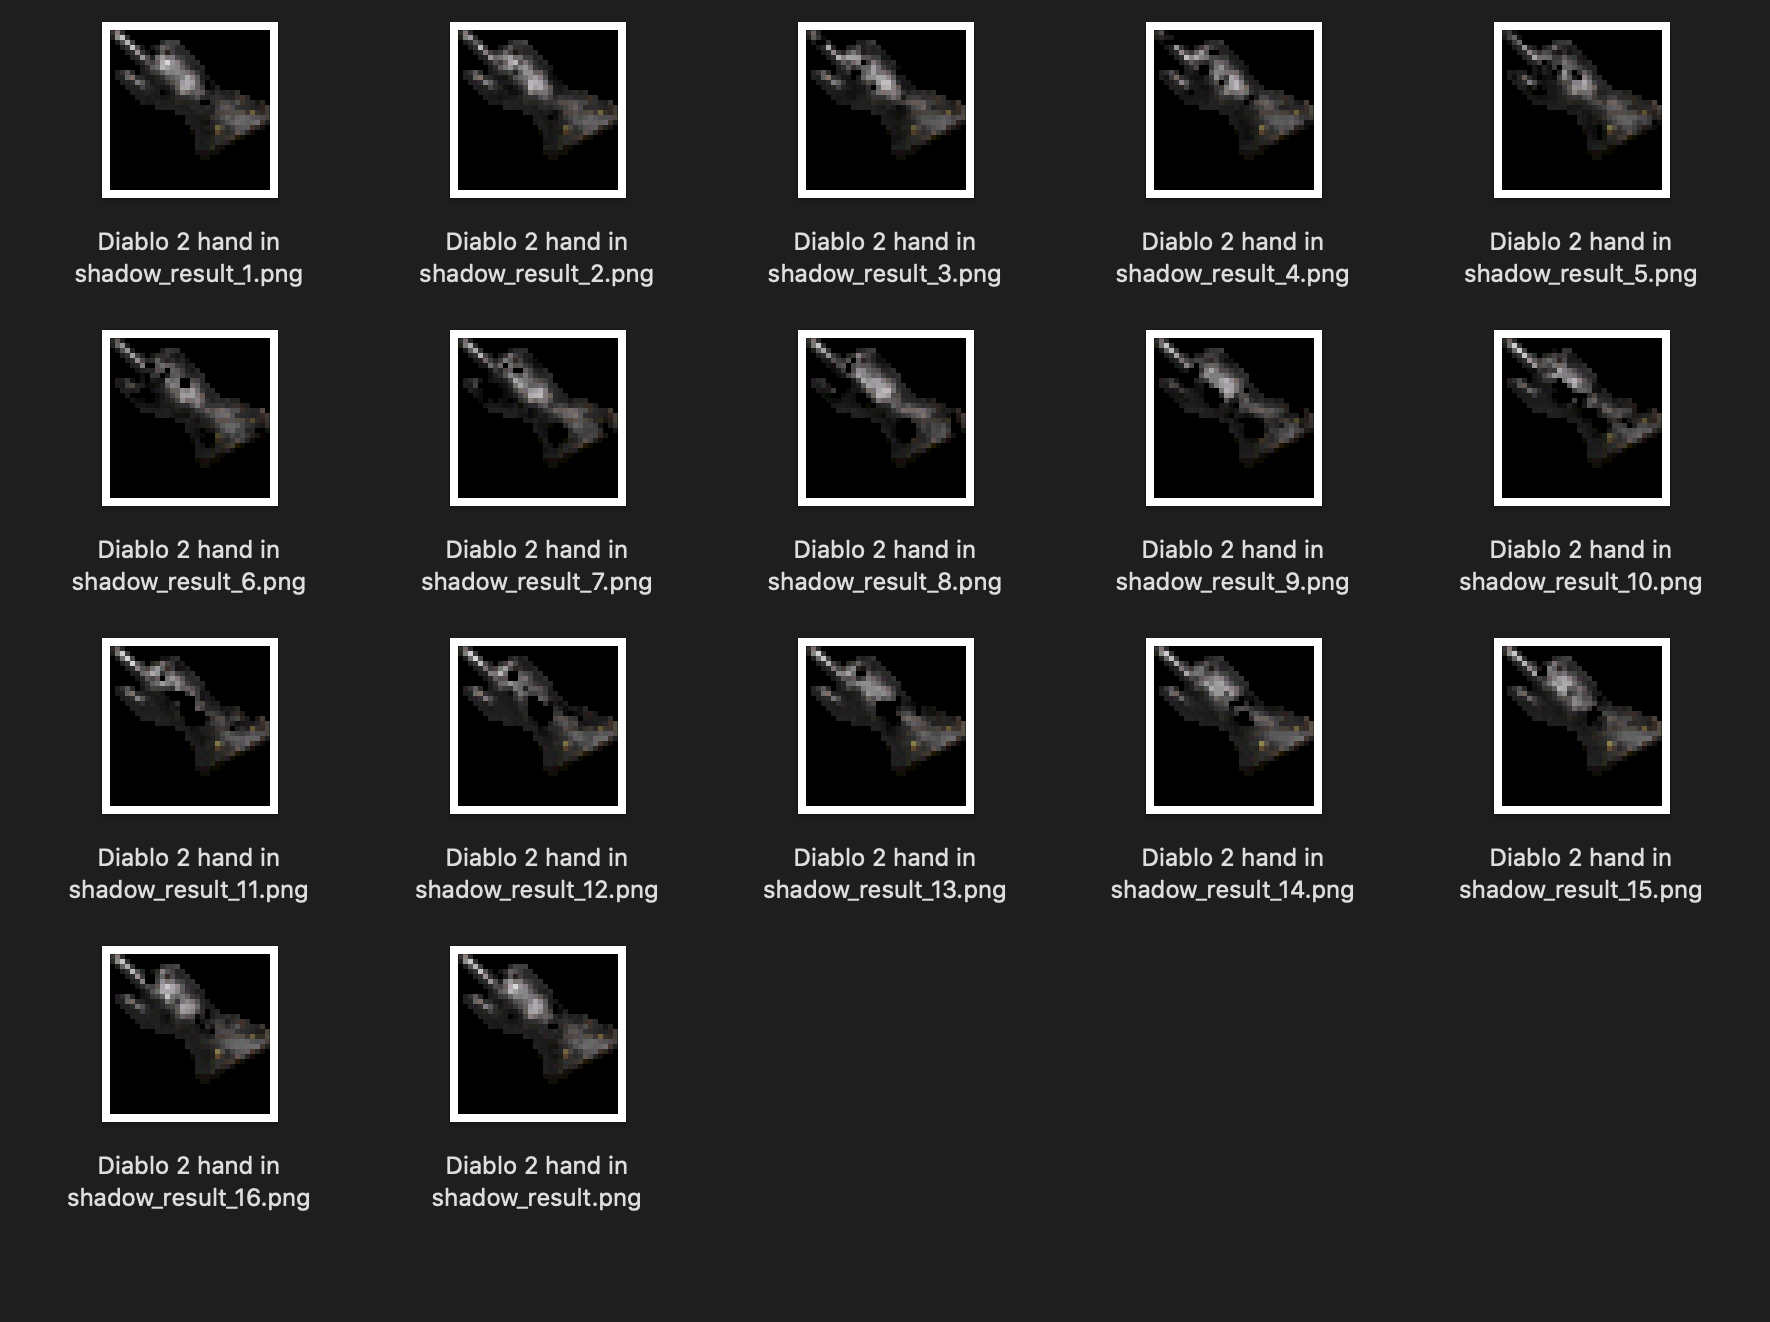 Diablo 2 hand in
shadow_result_1.png
Diablo 2 hand in
shadow_result_2.png
Diablo 2 hand in
shadow_result_3.png
Diablo 2 hand in
shadow_result_4.png
Diablo 2 hand in
shadow_result_5.png
Diablo 2 hand in
shadow_result_6.png
Diablo 2 hand in
shadow_result_7.png
Diablo 2 hand in
shadow_result_8.png
Diablo 2 hand in
shadow_result_9.png
Diablo 2 hand in
shadow_result_10.png
Diablo 2 hand in
shadow_result_11.png
Diablo 2 hand in
shadow_result_12.png
Diablo 2 hand in
shadow_result_13.png
Diablo 2 hand in
shadow_result_14.png
Diablo 2 hand in
shadow_result_15.png
Diablo 2 hand in
shadow_result_16.png
Diablo 2 hand in
shadow_result.png